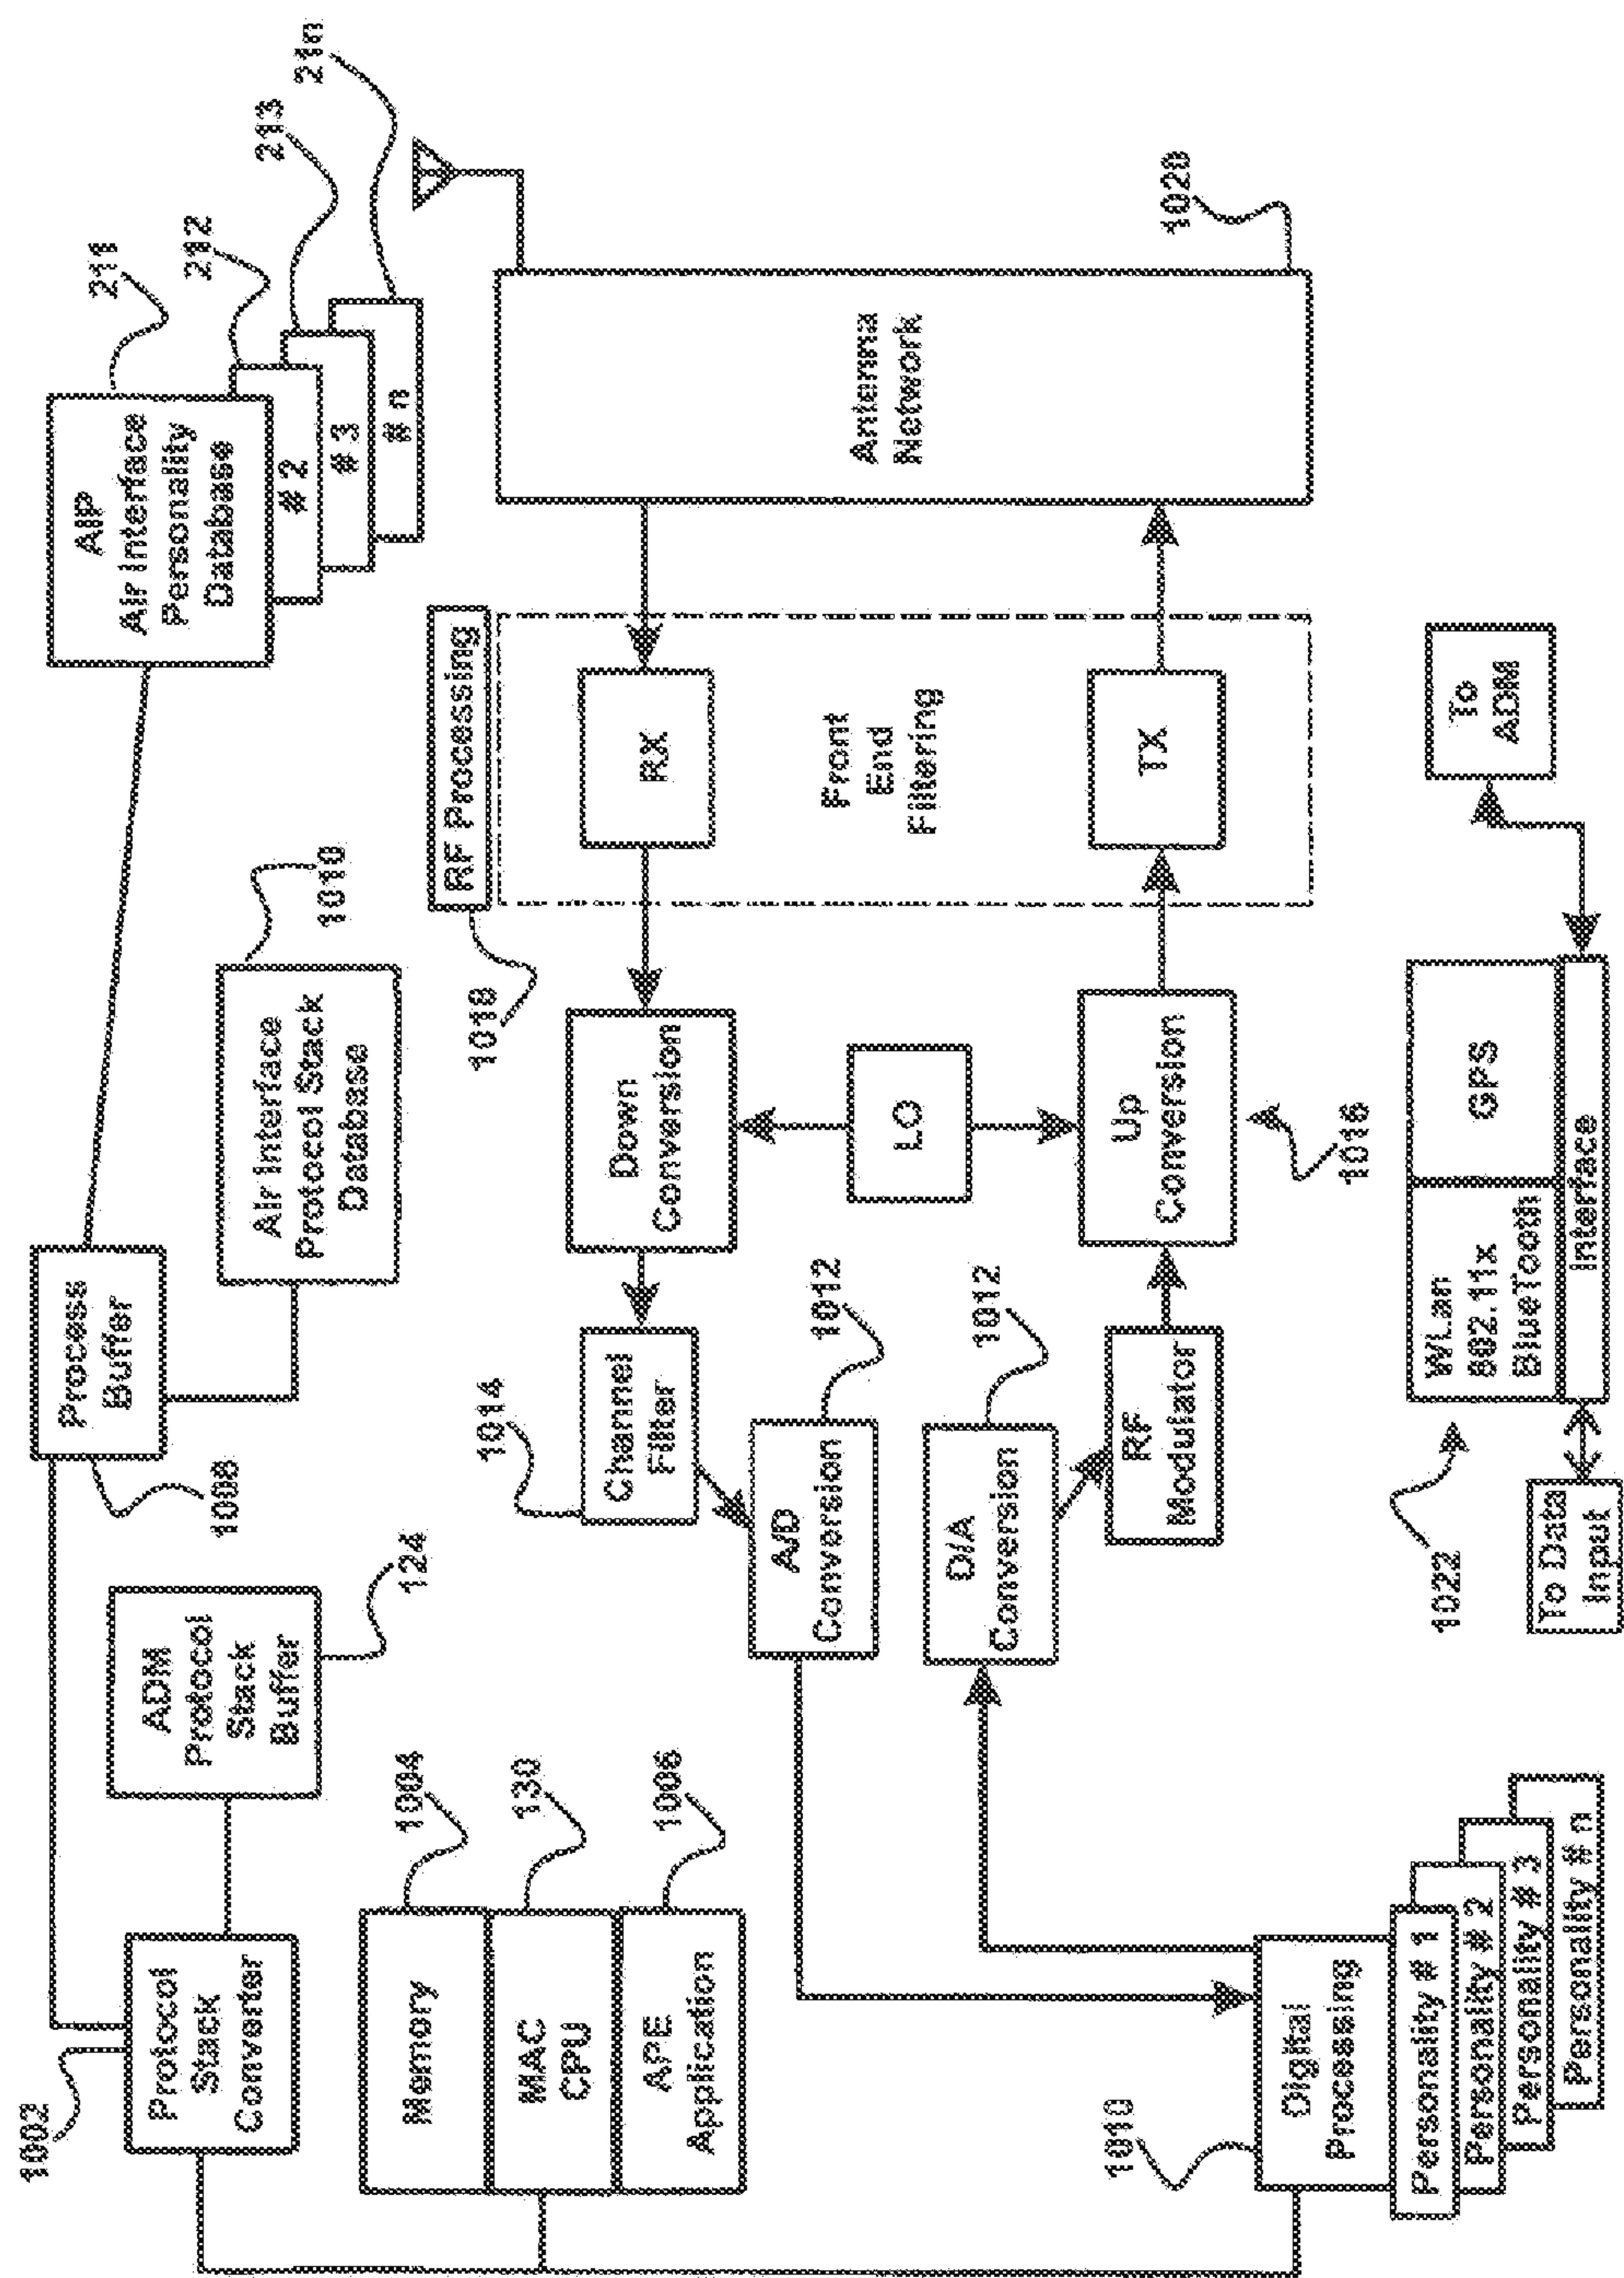 1002
Protocol
Stack
Converter
Process
Buffer
1008
AIP
Air Interface
Personality
Database
211
# 2
212
# 3
213
# n
21n
ADM
Protocol
Stack
Buffer
124
Air Interface
Protocol Stack
Database
1010
Memory
1004
MAC
CPU
130
APE
Application
1006
RF Processing
1018
1014
Channel
Filter
Down
Conversion
RX
A/D
Conversion
1012
LO
Front
End
Filtering
Antenna
Network
1020
D/A
Conversion
1012
RF
Modulator
Up
Conversion
1016
TX
1010
Digital
Processing
Personality # 1
Personality # 2
Personality # 3
Personality # n
1022
WLan
802.11x
BlueTooth
GPS
Interface
To Data
Input
To
ADM